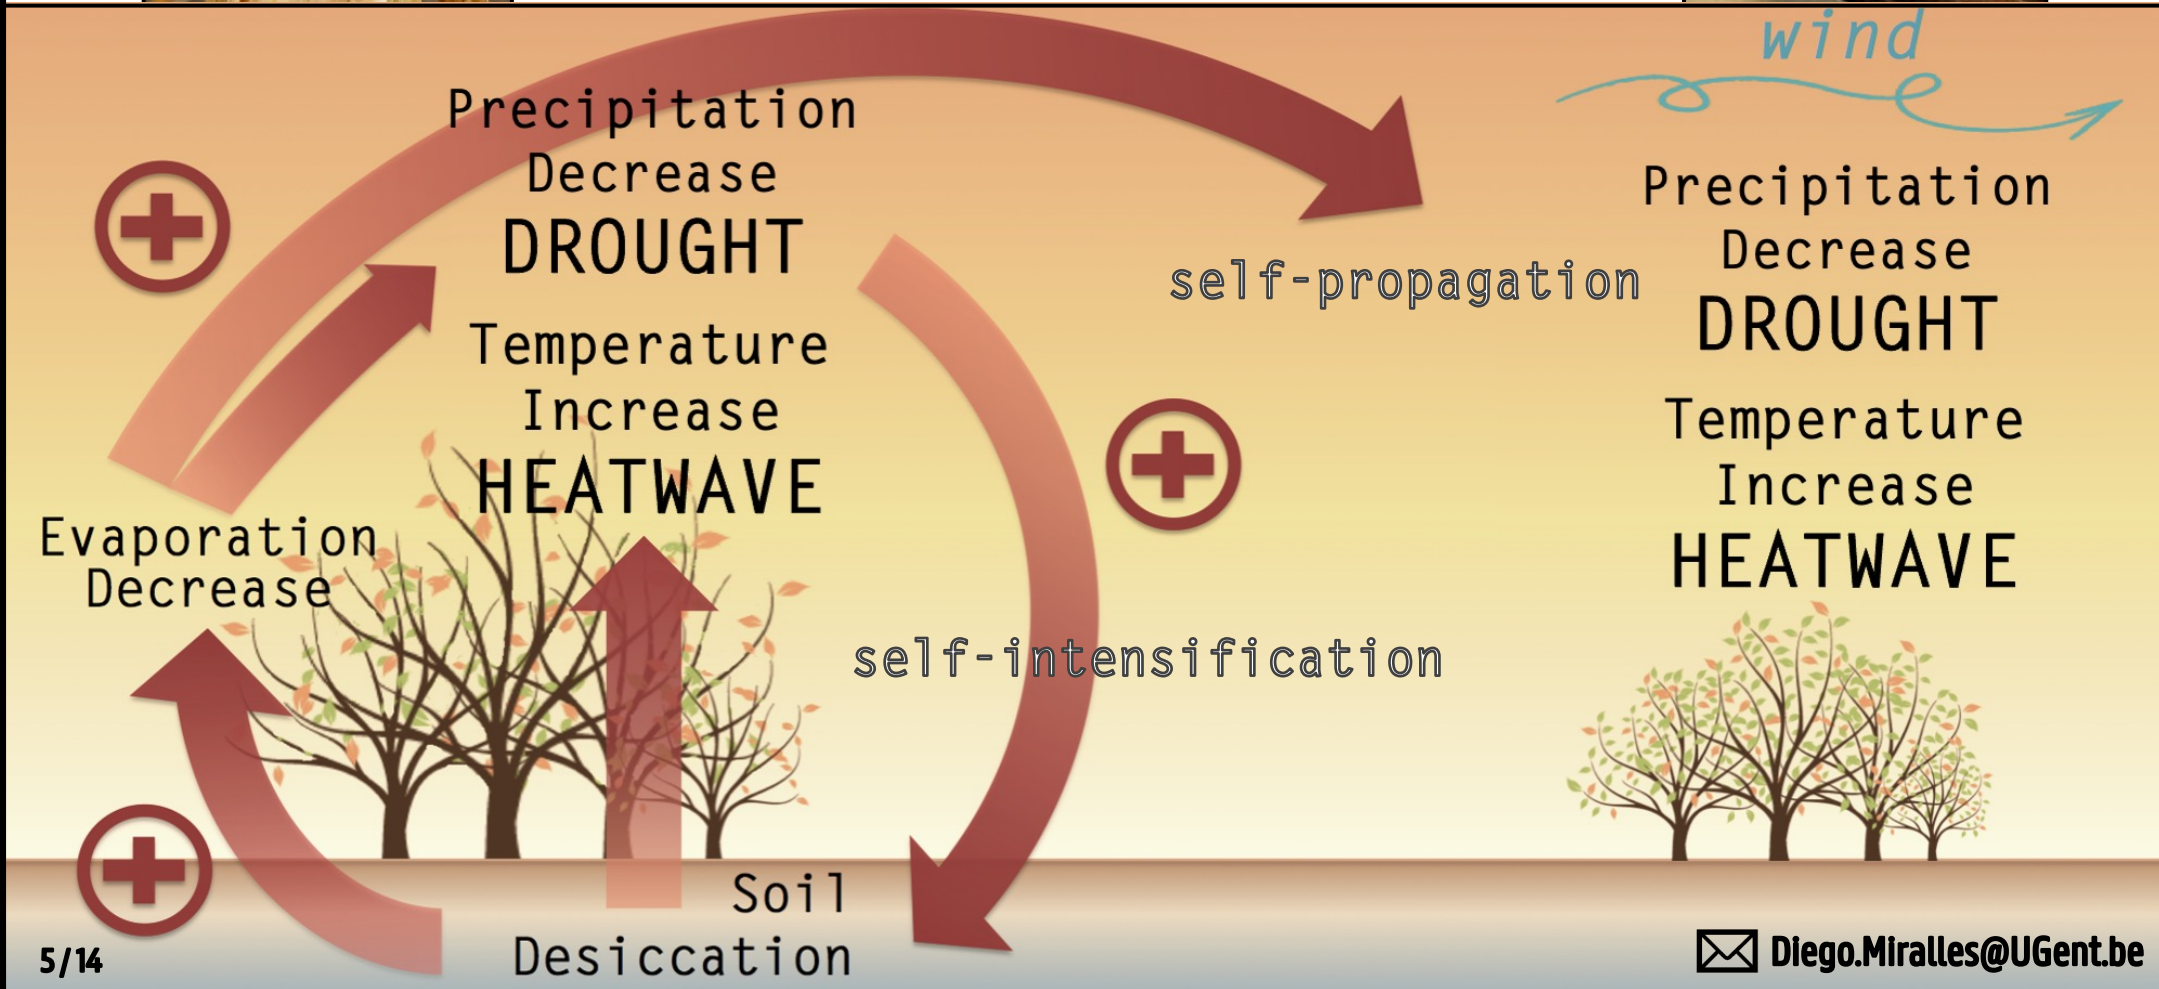 wind
Precipitation
Decrease
DROUGHT
Temperature
Increase
HEATWAVE
Evaporation
Decrease
self-propagation
self-intensification
Precipitation
Decrease
DROUGHT
Temperature
Increase
HEATWAVE
Soil
Desiccation
5/14
Diego.Miralles@UGent.be